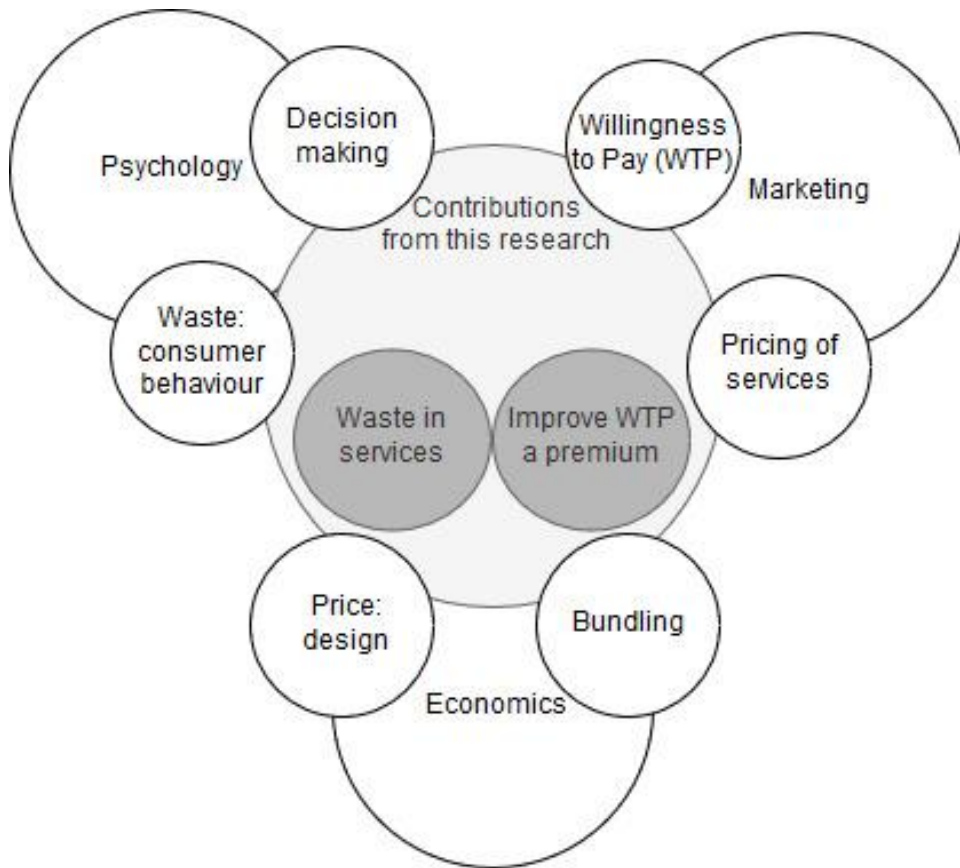 Decision
making
Psychology
Willingness
to Pay (WTP)
Marketing
Contributions
from this research
Waste:
consumer
behaviour
Pricing of
services
Waste in
services
Improve WTP
a premium
Price:
design
Bundling
Economics